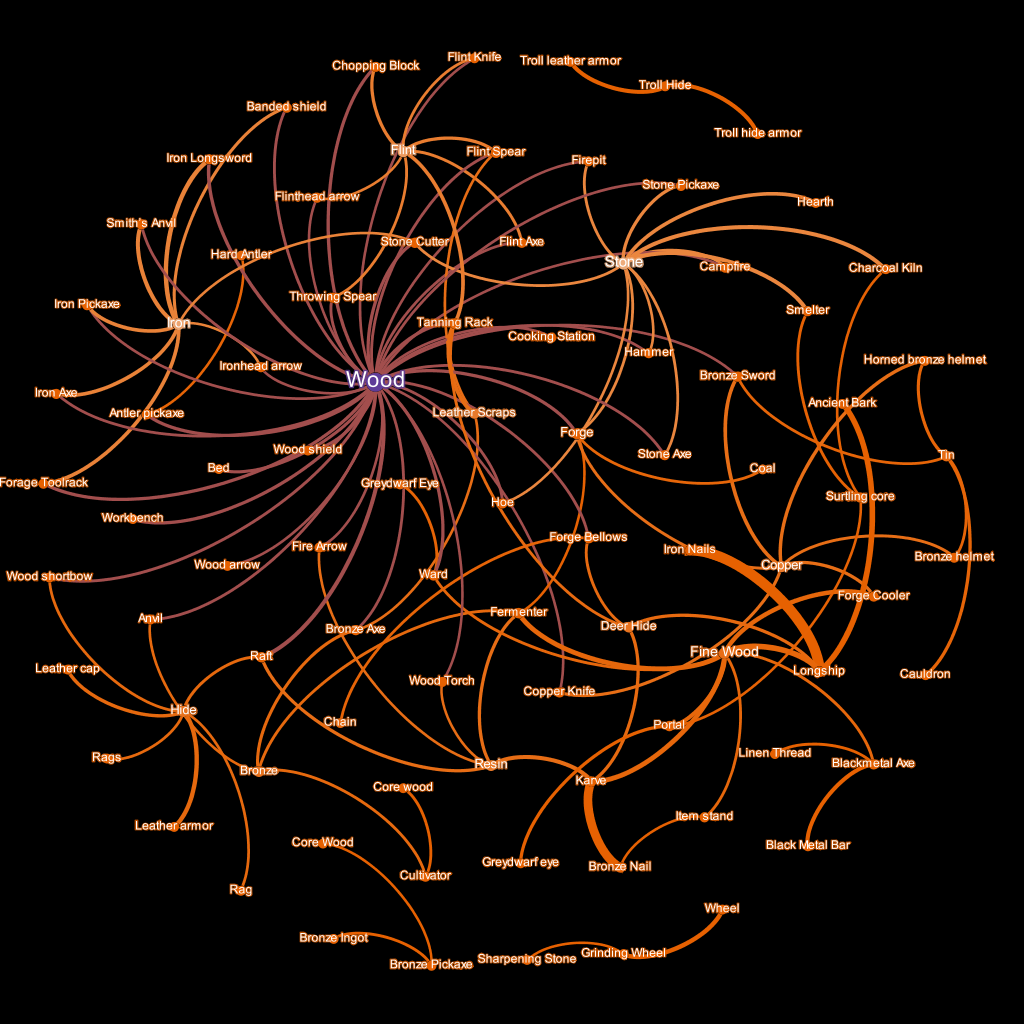 Flint Knife
Troll leather armor
Chopping Block
Troll Hide
Banded shield
Troll hide armor
Flint
Flint Spear
Iron Longsword
Firepit
Stone Pickaxe
Flinthead arrow
Hearth
Smith's Anvil
Stone Cutter
Flint Axe
Hard Antler
Stone
Campfire
Charcoal Kiln
Throwing Spear
Iron Pickaxe
Smelter
Iron
Tanning Rack
Cooking Station
Hammer
Horned bronze helmet
Ironhead arrow
Bronze Sword
Wood
Iron Axe
Ancient Bark
Antler pickaxe
Leather Scraps
Forge
Wood shield
Stone Axe
Tin
Bed
Coal
Forage Toolrack
Greydwarf Eye
Surtling core
Hoe
Workbench
Forge Bellows
Fire Arrow
Iron Nails
Bronze helmet
Wood arrow
Copper
Wood shortbow
Ward
Forge Cooler
Fermenter
Anvil
Bronze Axe
Deer Hide
Fine Wood
Raft
Leather cap
Longship
Cauldron
Wood Torch
Copper Knife
Hide
Chain
Portal
Rags
Linen Thread
Bronze
Resin
Blackmetal Axe
Karve
Core wood
Item stand
Leather armor
Core Wood
Black Metal Bar
Greydwarf eye
Bronze Nail
Cultivator
Rag
Wheel
Bronze Ingot
Grinding Wheel
Sharpening Stone
Bronze Pickaxe